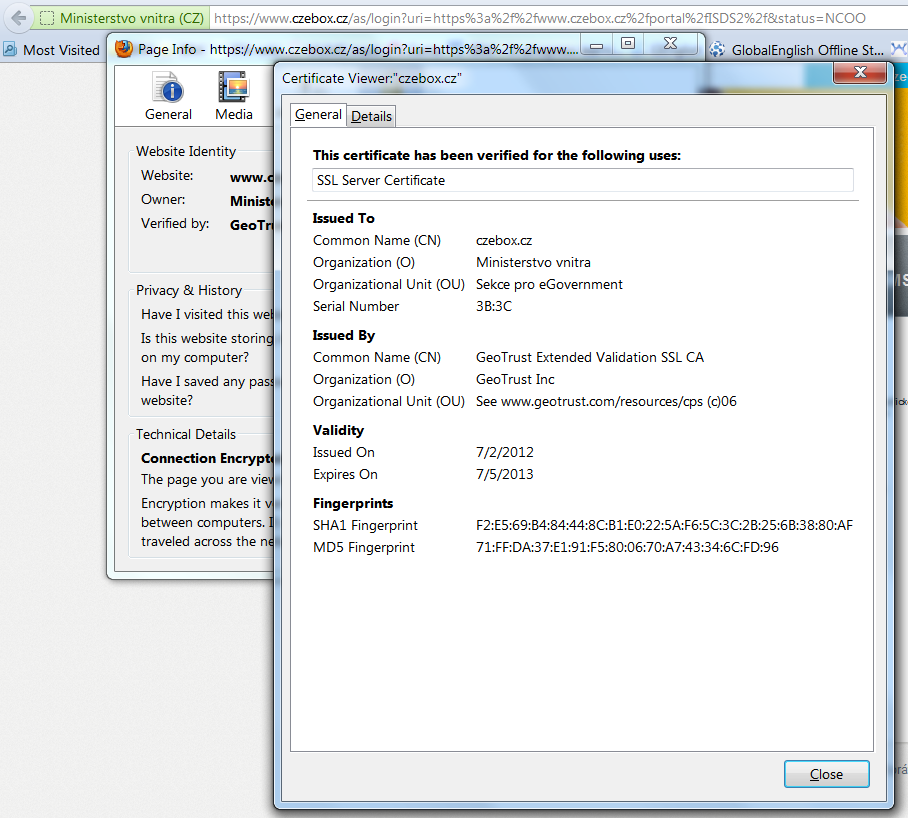 Ministerstvo vnitra (CZ) https://www.czebox.cz/as/login?uri=https%3a%2f%2fwww.czebox.cz%2fportal%2fISDS2%2f&status=NCOO
Most Visited
GlobalEnglish Offline St...
Page Info - https://www.czebox.cz/as/login?uri=https%3a%2f%2fwww....
General
Media
Website Identity
Website: www.c
Owner: Ministe
Verified by: GeoTru
Privacy & History
Have I visited this web
Is this website storing
on my computer?
Have I saved any pass
website?
Technical Details
Connection Encrypte
The page you are view
Encryption makes it v
between computers. I
traveled across the ne
Certificate Viewer:"czebox.cz"
General
Details
This certificate has been verified for the following uses:
SSL Server Certificate
Issued To
Common Name (CN) czebox.cz
Organization (O) Ministerstvo vnitra
Organizational Unit (OU) Sekce pro eGovernment
Serial Number 3B:3C
Issued By
Common Name (CN) GeoTrust Extended Validation SSL CA
Organization (O) GeoTrust Inc
Organizational Unit (OU) See www.geotrust.com/resources/cps (c)06
Validity
Issued On 7/2/2012
Expires On 7/5/2013
Fingerprints
SHA1 Fingerprint F2:E5:69:B4:84:44:8C:B1:E0:22:5A:F6:5C:3C:2B:25:6B:38:80:AF
MD5 Fingerprint 71:FF:DA:37:E1:91:F5:80:06:70:A7:43:34:6C:FD:96
Close